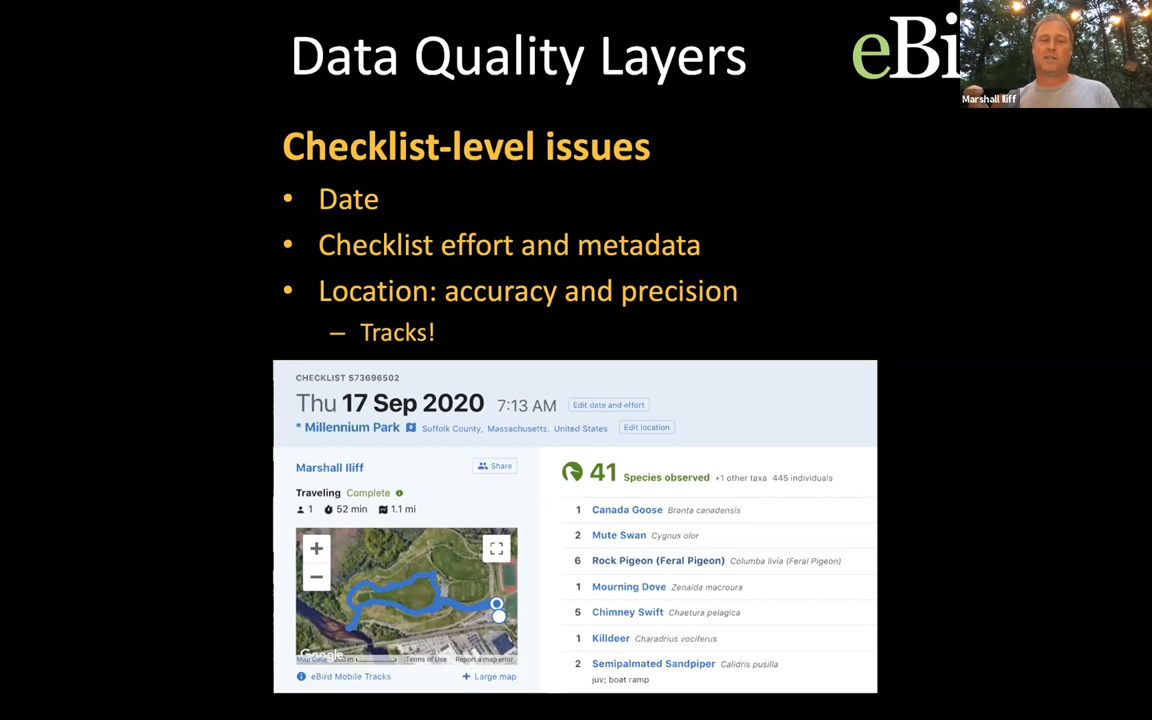 Data Quality Layers
eBi
Marshall Iliff
Checklist-level issues
• Date
• Checklist effort and metadata
• Location: accuracy and precision
– Tracks!
CHECKLIST S73696502
Thu 17 Sep 2020 7:13 AM Edit date and effort
* Millennium Park Suffolk County, Massachusetts, United States Edit location
Marshall Iliff Share
Traveling Complete
1 52 min 1.1 mi
+
−
Google
Map Data Terms of Use Report a map error
eBird Mobile Tracks + Large map
41 Species observed +1 other taxa 445 individuals
1 Canada Goose Branta canadensis
2 Mute Swan Cygnus olor
6 Rock Pigeon (Feral Pigeon) Columba livia (Feral Pigeon)
1 Mourning Dove Zenaida macroura
5 Chimney Swift Chaetura pelagica
1 Killdeer Charadrius vociferus
2 Semipalmated Sandpiper Calidris pusilla
juv; boat ramp